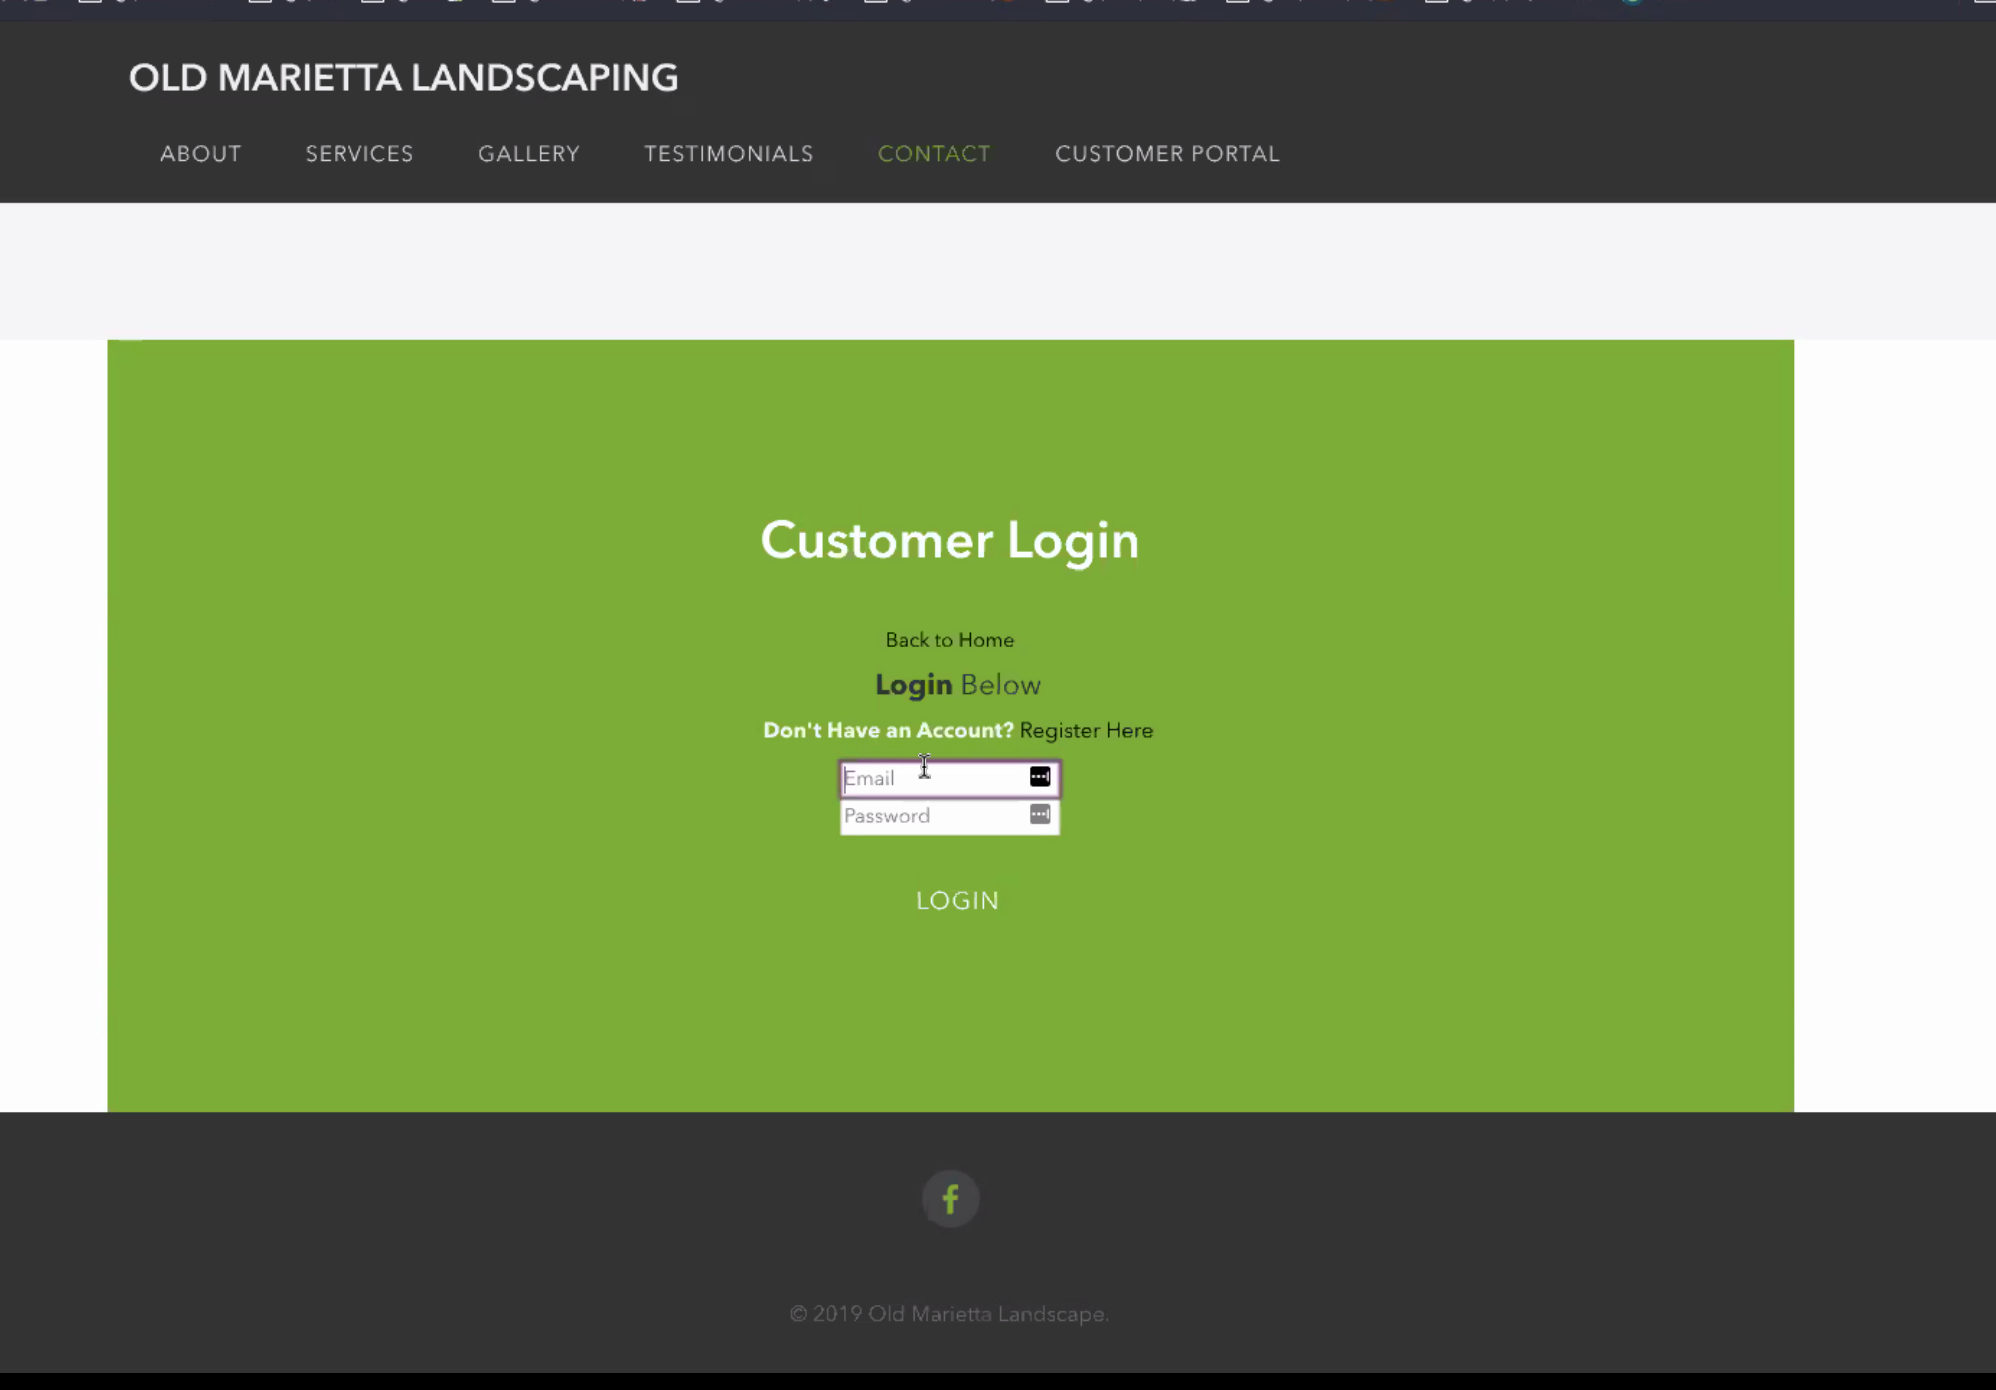 OLD MARIETTA LANDSCAPING
ABOUT SERVICES GALLERY TESTIMONIALS CONTACT CUSTOMER PORTAL
Customer Login
Back to Home
Login Below
Don't Have an Account? Register Here
Email
Password
LOGIN
f
© 2019 Old Marietta Landscape.